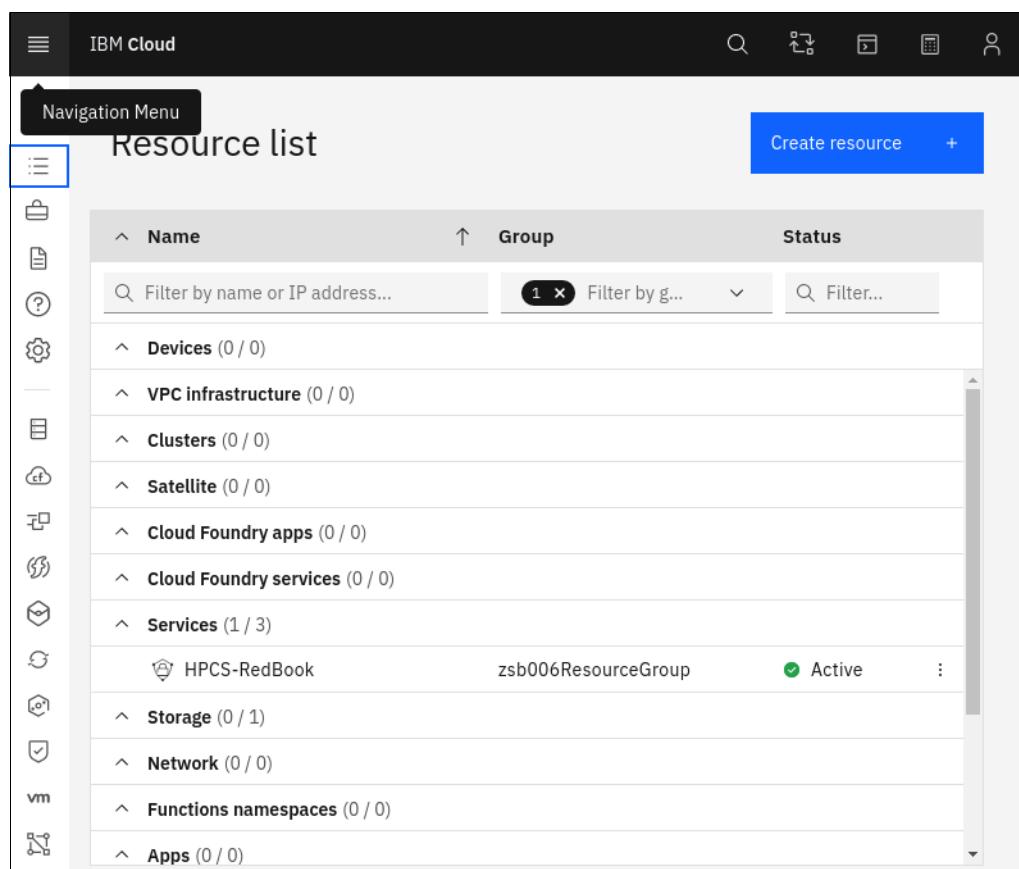 IBM Cloud
Navigation Menu
Resource list
Create resource +
Name Group Status
Filter by name or IP address... 1 × Filter by g... Filter...
Devices (0 / 0)
VPC infrastructure (0 / 0)
Clusters (0 / 0)
Satellite (0 / 0)
Cloud Foundry apps (0 / 0)
cf
Cloud Foundry services (0 / 0)
Services (1 / 3)
HPCS-RedBook zsb006ResourceGroup Active
Storage (0 / 1)
Network (0 / 0)
vm
Functions namespaces (0 / 0)
Apps (0 / 0)